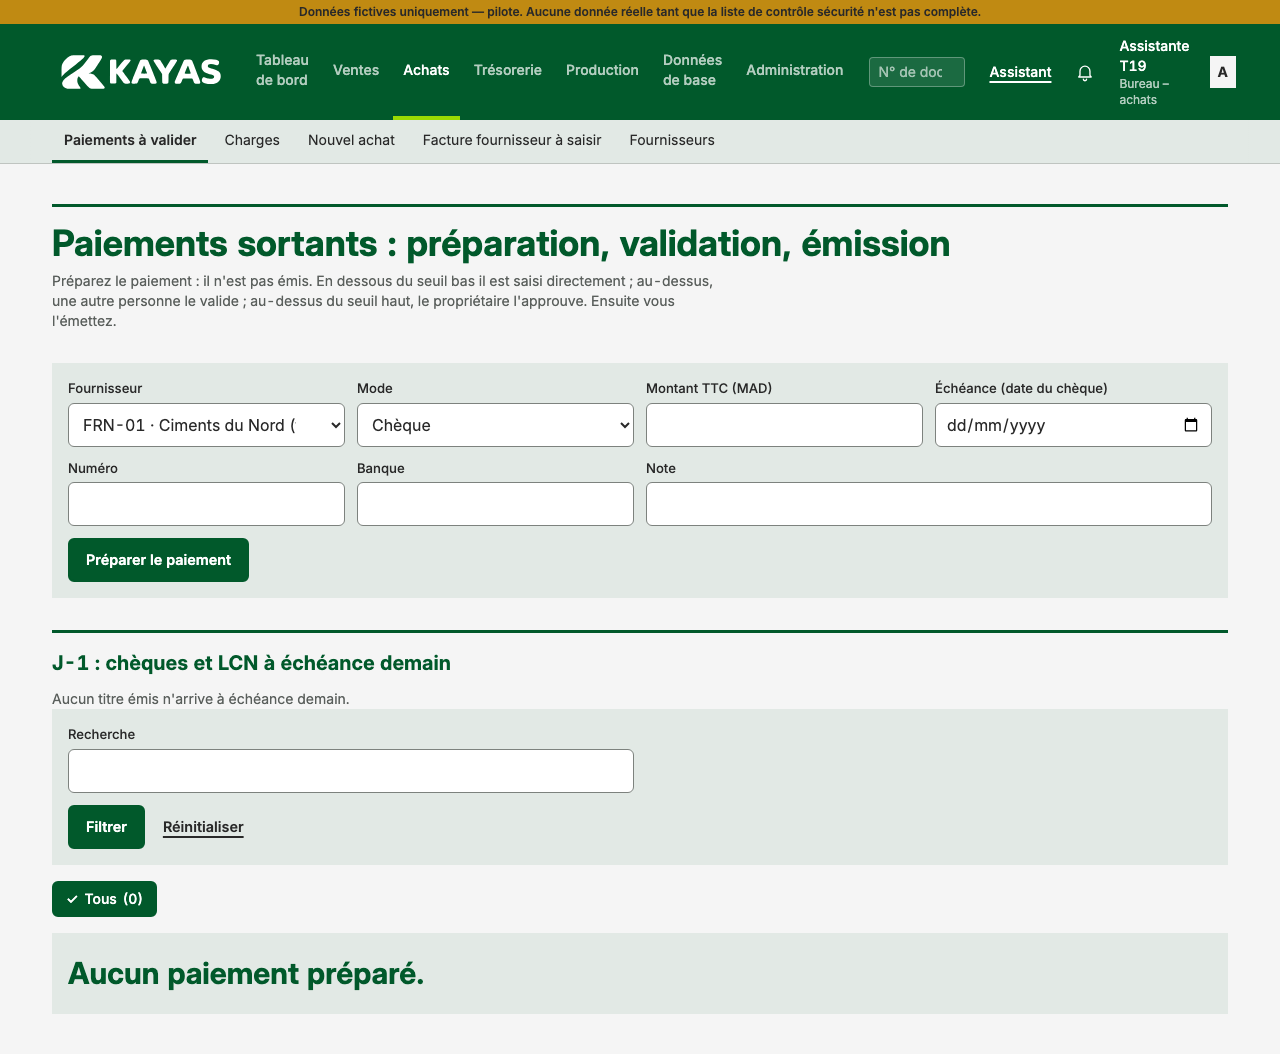 Données fictives uniquement — pilote. Aucune donnée réelle tant que la liste de contrôle sécurité n'est pas complète.
KAYAS
Tableau de bord
Ventes
Achats
Trésorerie
Production
Données de base
Administration
N° de doc
Assistant
Assistante T19
Bureau – achats
A
Paiements à valider
Charges
Nouvel achat
Facture fournisseur à saisir
Fournisseurs
Paiements sortants : préparation, validation, émission
Préparez le paiement : il n'est pas émis. En dessous du seuil bas il est saisi directement ; au-dessus,
une autre personne le valide ; au-dessus du seuil haut, le propriétaire l'approuve. Ensuite vous
l'émettez.
Fournisseur
Mode
Montant TTC (MAD)
Échéance (date du chèque)
FRN-01 · Ciments du Nord (
Chèque
dd/mm/yyyy
Numéro
Banque
Note
Préparer le paiement
J-1 : chèques et LCN à échéance demain
Aucun titre émis n'arrive à échéance demain.
Recherche
Filtrer
Réinitialiser
✓ Tous (0)
Aucun paiement préparé.